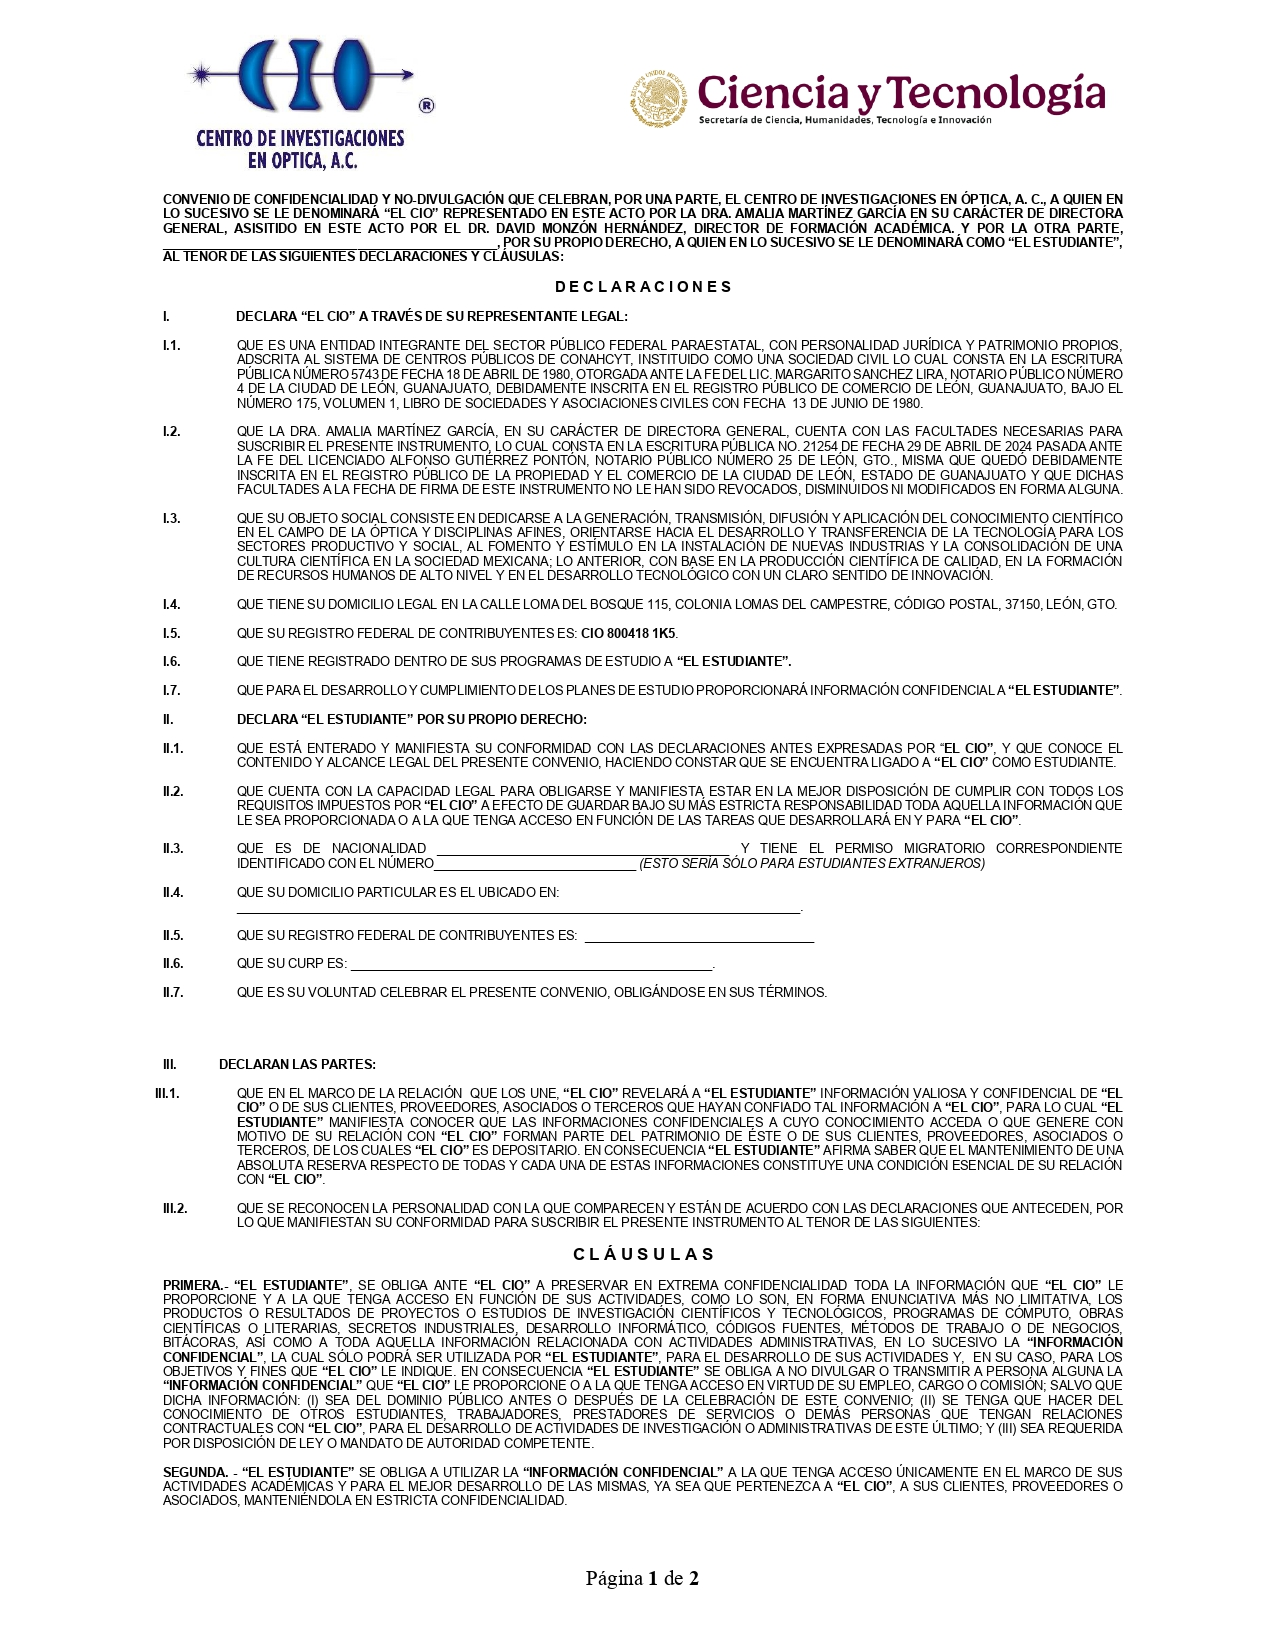 CIO
®
CENTRO DE INVESTIGACIONES
EN OPTICA, A.C.
ESTADOS UNIDOS MEXICANOS
Ciencia y Tecnología
Secretaría de Ciencia, Humanidades, Tecnología e Innovación
CONVENIO DE CONFIDENCIALIDAD Y NO-DIVULGACIÓN QUE CELEBRAN, POR UNA PARTE, EL CENTRO DE INVESTIGACIONES EN ÓPTICA, A. C., A QUIEN EN
LO SUCESIVO SE LE DENOMINARÁ “EL CIO” REPRESENTADO EN ESTE ACTO POR LA DRA. AMALIA MARTÍNEZ GARCÍA EN SU CARÁCTER DE DIRECTORA
GENERAL, ASISITIDO EN ESTE ACTO POR EL DR. DAVID MONZÓN HERNÁNDEZ, DIRECTOR DE FORMACIÓN ACADÉMICA. Y POR LA OTRA PARTE,
______________________________________________, POR SU PROPIO DERECHO, A QUIEN EN LO SUCESIVO SE LE DENOMINARÁ COMO “EL ESTUDIANTE”,
AL TENOR DE LAS SIGUIENTES DECLARACIONES Y CLÁUSULAS:
D E C L A R A C I O N E S
I. DECLARA “EL CIO” A TRAVÉS DE SU REPRESENTANTE LEGAL:
I.1. QUE ES UNA ENTIDAD INTEGRANTE DEL SECTOR PÚBLICO FEDERAL PARAESTATAL, CON PERSONALIDAD JURÍDICA Y PATRIMONIO PROPIOS,
ADSCRITA AL SISTEMA DE CENTROS PÚBLICOS DE CONAHCYT, INSTITUIDO COMO UNA SOCIEDAD CIVIL LO CUAL CONSTA EN LA ESCRITURA
PÚBLICA NÚMERO 5743 DE FECHA 18 DE ABRIL DE 1980, OTORGADA ANTE LA FE DEL LIC. MARGARITO SANCHEZ LIRA, NOTARIO PÚBLICO NÚMERO
4 DE LA CIUDAD DE LEÓN, GUANAJUATO, DEBIDAMENTE INSCRITA EN EL REGISTRO PÚBLICO DE COMERCIO DE LEÓN, GUANAJUATO, BAJO EL
NÚMERO 175, VOLUMEN 1, LIBRO DE SOCIEDADES Y ASOCIACIONES CIVILES CON FECHA 13 DE JUNIO DE 1980.
I.2. QUE LA DRA. AMALIA MARTÍNEZ GARCÍA, EN SU CARÁCTER DE DIRECTORA GENERAL, CUENTA CON LAS FACULTADES NECESARIAS PARA
SUSCRIBIR EL PRESENTE INSTRUMENTO, LO CUAL CONSTA EN LA ESCRITURA PÚBLICA NO. 21254 DE FECHA 29 DE ABRIL DE 2024 PASADA ANTE
LA FE DEL LICENCIADO ALFONSO GUTIÉRREZ PONTÓN, NOTARIO PÚBLICO NÚMERO 25 DE LEÓN, GTO., MISMA QUE QUEDÓ DEBIDAMENTE
INSCRITA EN EL REGISTRO PÚBLICO DE LA PROPIEDAD Y EL COMERCIO DE LA CIUDAD DE LEÓN, ESTADO DE GUANAJUATO Y QUE DICHAS
FACULTADES A LA FECHA DE FIRMA DE ESTE INSTRUMENTO NO LE HAN SIDO REVOCADOS, DISMINUIDOS NI MODIFICADOS EN FORMA ALGUNA.
I.3. QUE SU OBJETO SOCIAL CONSISTE EN DEDICARSE A LA GENERACIÓN, TRANSMISIÓN, DIFUSIÓN Y APLICACIÓN DEL CONOCIMIENTO CIENTÍFICO
EN EL CAMPO DE LA ÓPTICA Y DISCIPLINAS AFINES, ORIENTARSE HACIA EL DESARROLLO Y TRANSFERENCIA DE LA TECNOLOGÍA PARA LOS
SECTORES PRODUCTIVO Y SOCIAL, AL FOMENTO Y ESTÍMULO EN LA INSTALACIÓN DE NUEVAS INDUSTRIAS Y LA CONSOLIDACIÓN DE UNA
CULTURA CIENTÍFICA EN LA SOCIEDAD MEXICANA; LO ANTERIOR, CON BASE EN LA PRODUCCIÓN CIENTÍFICA DE CALIDAD, EN LA FORMACIÓN
DE RECURSOS HUMANOS DE ALTO NIVEL Y EN EL DESARROLLO TECNOLÓGICO CON UN CLARO SENTIDO DE INNOVACIÓN.
I.4. QUE TIENE SU DOMICILIO LEGAL EN LA CALLE LOMA DEL BOSQUE 115, COLONIA LOMAS DEL CAMPESTRE, CÓDIGO POSTAL, 37150, LEÓN, GTO.
I.5. QUE SU REGISTRO FEDERAL DE CONTRIBUYENTES ES: CIO 800418 1K5.
I.6. QUE TIENE REGISTRADO DENTRO DE SUS PROGRAMAS DE ESTUDIO A “EL ESTUDIANTE”.
I.7. QUE PARA EL DESARROLLO Y CUMPLIMIENTO DE LOS PLANES DE ESTUDIO PROPORCIONARÁ INFORMACIÓN CONFIDENCIAL A “EL ESTUDIANTE”.
II. DECLARA “EL ESTUDIANTE” POR SU PROPIO DERECHO:
II.1. QUE ESTÁ ENTERADO Y MANIFIESTA SU CONFORMIDAD CON LAS DECLARACIONES ANTES EXPRESADAS POR “EL CIO”, Y QUE CONOCE EL
CONTENIDO Y ALCANCE LEGAL DEL PRESENTE CONVENIO, HACIENDO CONSTAR QUE SE ENCUENTRA LIGADO A “EL CIO” COMO ESTUDIANTE.
II.2. QUE CUENTA CON LA CAPACIDAD LEGAL PARA OBLIGARSE Y MANIFIESTA ESTAR EN LA MEJOR DISPOSICIÓN DE CUMPLIR CON TODOS LOS
REQUISITOS IMPUESTOS POR “EL CIO” A EFECTO DE GUARDAR BAJO SU MÁS ESTRICTA RESPONSABILIDAD TODA AQUELLA INFORMACIÓN QUE
LE SEA PROPORCIONADA O A LA QUE TENGA ACCESO EN FUNCIÓN DE LAS TAREAS QUE DESARROLLARÁ EN Y PARA “EL CIO”.
II.3. QUE ES DE NACIONALIDAD ________________________________________ Y TIENE EL PERMISO MIGRATORIO CORRESPONDIENTE
IDENTIFICADO CON EL NÚMERO____________________________ (ESTO SERÍA SÓLO PARA ESTUDIANTES EXTRANJEROS)
II.4. QUE SU DOMICILIO PARTICULAR ES EL UBICADO EN:
______________________________________________________________________________.
II.5. QUE SU REGISTRO FEDERAL DE CONTRIBUYENTES ES: ________________________________
II.6. QUE SU CURP ES: __________________________________________________.
II.7. QUE ES SU VOLUNTAD CELEBRAR EL PRESENTE CONVENIO, OBLIGÁNDOSE EN SUS TÉRMINOS.
III. DECLARAN LAS PARTES:
III.1. QUE EN EL MARCO DE LA RELACIÓN QUE LOS UNE, “EL CIO” REVELARÁ A “EL ESTUDIANTE” INFORMACIÓN VALIOSA Y CONFIDENCIAL DE “EL
CIO” O DE SUS CLIENTES, PROVEEDORES, ASOCIADOS O TERCEROS QUE HAYAN CONFIADO TAL INFORMACIÓN A “EL CIO”, PARA LO CUAL “EL
ESTUDIANTE” MANIFIESTA CONOCER QUE LAS INFORMACIONES CONFIDENCIALES A CUYO CONOCIMIENTO ACCEDA O QUE GENERE CON
MOTIVO DE SU RELACIÓN CON “EL CIO” FORMAN PARTE DEL PATRIMONIO DE ÉSTE O DE SUS CLIENTES, PROVEEDORES, ASOCIADOS O
TERCEROS, DE LOS CUALES “EL CIO” ES DEPOSITARIO. EN CONSECUENCIA “EL ESTUDIANTE” AFIRMA SABER QUE EL MANTENIMIENTO DE UNA
ABSOLUTA RESERVA RESPECTO DE TODAS Y CADA UNA DE ESTAS INFORMACIONES CONSTITUYE UNA CONDICIÓN ESENCIAL DE SU RELACIÓN
CON “EL CIO”.
III.2. QUE SE RECONOCEN LA PERSONALIDAD CON LA QUE COMPARECEN Y ESTÁN DE ACUERDO CON LAS DECLARACIONES QUE ANTECEDEN, POR
LO QUE MANIFIESTAN SU CONFORMIDAD PARA SUSCRIBIR EL PRESENTE INSTRUMENTO AL TENOR DE LAS SIGUIENTES:
C L Á U S U L A S
PRIMERA.- “EL ESTUDIANTE”, SE OBLIGA ANTE “EL CIO” A PRESERVAR EN EXTREMA CONFIDENCIALIDAD TODA LA INFORMACIÓN QUE “EL CIO” LE
PROPORCIONE Y A LA QUE TENGA ACCESO EN FUNCIÓN DE SUS ACTIVIDADES, COMO LO SON, EN FORMA ENUNCIATIVA MÁS NO LIMITATIVA, LOS
PRODUCTOS O RESULTADOS DE PROYECTOS O ESTUDIOS DE INVESTIGACIÓN CIENTÍFICOS Y TECNOLÓGICOS, PROGRAMAS DE CÓMPUTO, OBRAS
CIENTÍFICAS O LITERARIAS, SECRETOS INDUSTRIALES, DESARROLLO INFORMÁTICO, CÓDIGOS FUENTES, MÉTODOS DE TRABAJO O DE NEGOCIOS,
BITÁCORAS, ASÍ COMO A TODA AQUELLA INFORMACIÓN RELACIONADA CON ACTIVIDADES ADMINISTRATIVAS, EN LO SUCESIVO LA “INFORMACIÓN
CONFIDENCIAL”, LA CUAL SÓLO PODRÁ SER UTILIZADA POR “EL ESTUDIANTE”, PARA EL DESARROLLO DE SUS ACTIVIDADES Y, EN SU CASO, PARA LOS
OBJETIVOS Y FINES QUE “EL CIO” LE INDIQUE. EN CONSECUENCIA “EL ESTUDIANTE” SE OBLIGA A NO DIVULGAR O TRANSMITIR A PERSONA ALGUNA LA
“INFORMACIÓN CONFIDENCIAL” QUE “EL CIO” LE PROPORCIONE O A LA QUE TENGA ACCESO EN VIRTUD DE SU EMPLEO, CARGO O COMISIÓN; SALVO QUE
DICHA INFORMACIÓN: (I) SEA DEL DOMINIO PÚBLICO ANTES O DESPUÉS DE LA CELEBRACIÓN DE ESTE CONVENIO; (II) SE TENGA QUE HACER DEL
CONOCIMIENTO DE OTROS ESTUDIANTES, TRABAJADORES, PRESTADORES DE SERVICIOS O DEMÁS PERSONAS QUE TENGAN RELACIONES
CONTRACTUALES CON “EL CIO”, PARA EL DESARROLLO DE ACTIVIDADES DE INVESTIGACIÓN O ADMINISTRATIVAS DE ESTE ÚLTIMO; Y (III) SEA REQUERIDA
POR DISPOSICIÓN DE LEY O MANDATO DE AUTORIDAD COMPETENTE.
SEGUNDA. - “EL ESTUDIANTE” SE OBLIGA A UTILIZAR LA “INFORMACIÓN CONFIDENCIAL” A LA QUE TENGA ACCESO ÚNICAMENTE EN EL MARCO DE SUS
ACTIVIDADES ACADÉMICAS Y PARA EL MEJOR DESARROLLO DE LAS MISMAS, YA SEA QUE PERTENEZCA A “EL CIO”, A SUS CLIENTES, PROVEEDORES O
ASOCIADOS, MANTENIÉNDOLA EN ESTRICTA CONFIDENCIALIDAD.
Página 1 de 2